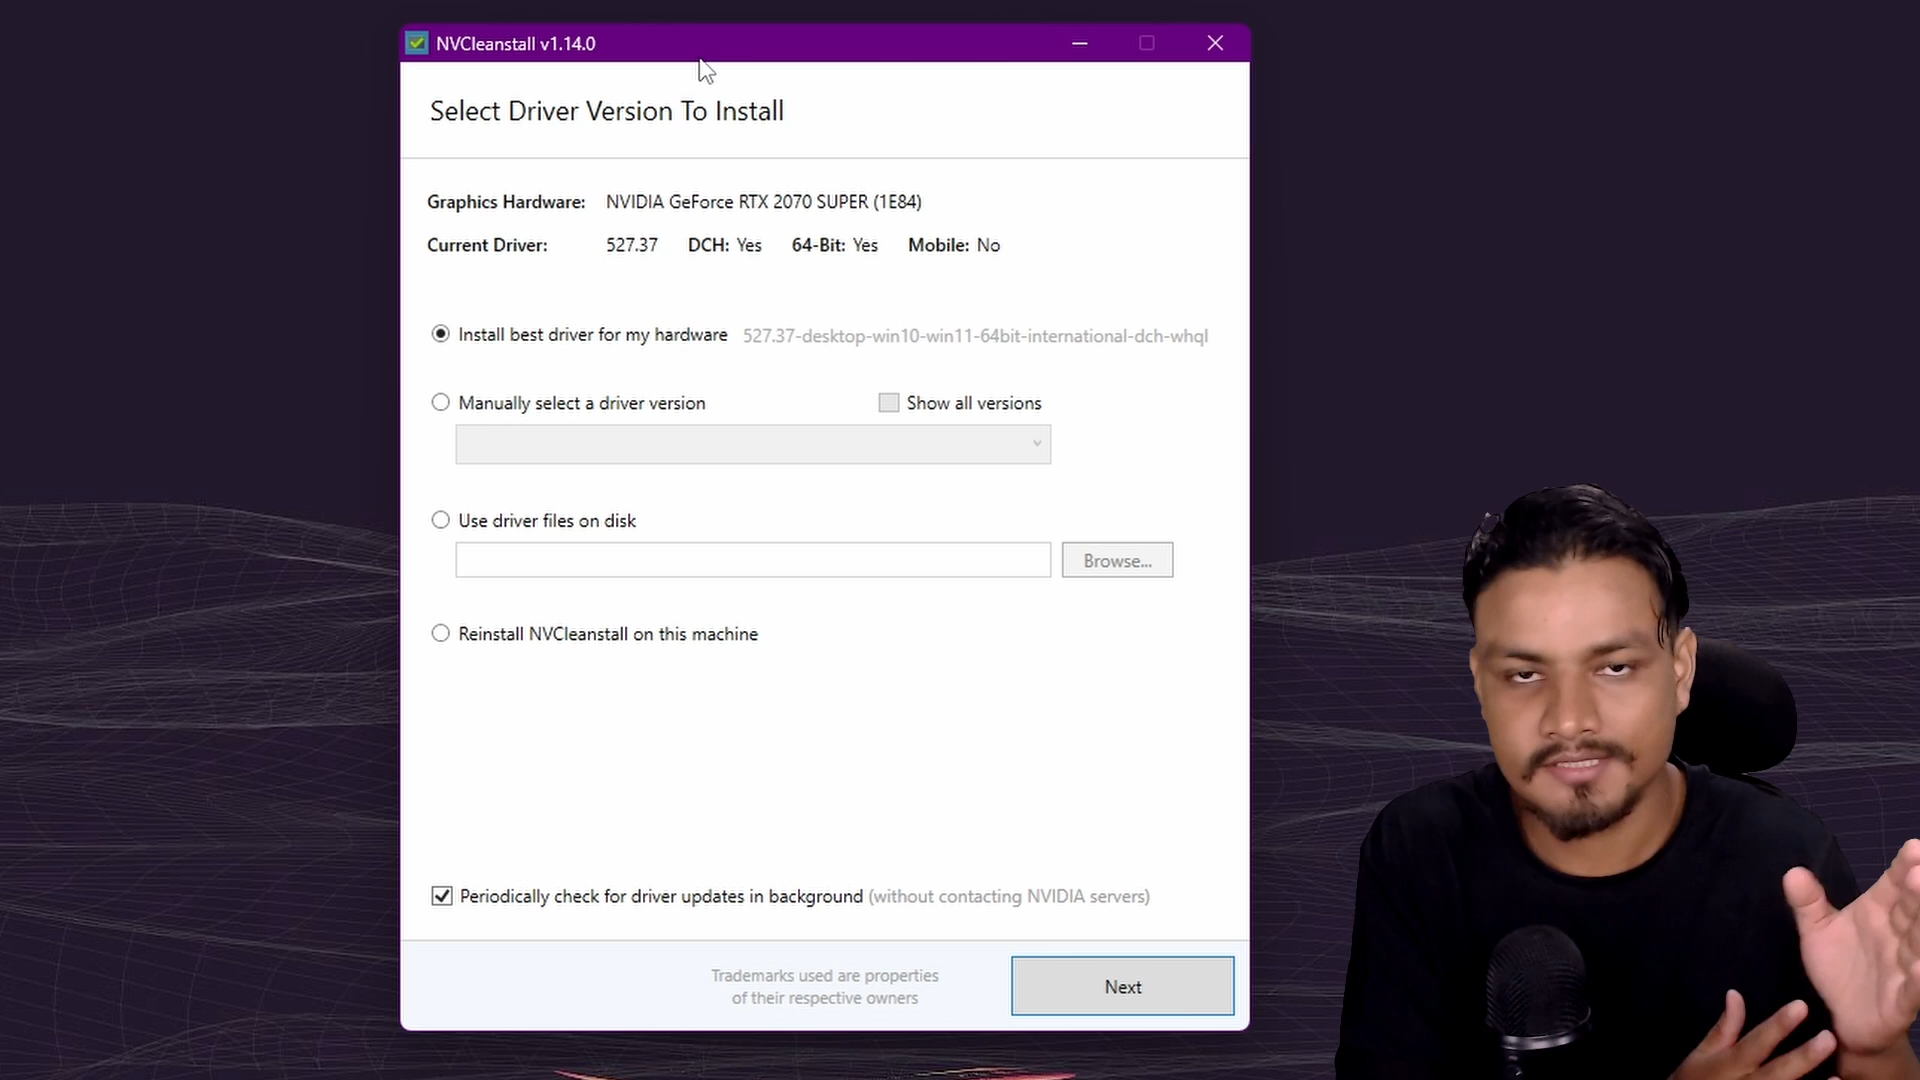 NVCleanstall v1.14.0
Select Driver Version To Install
Graphics Hardware: NVIDIA GeForce RTX 2070 SUPER (1E84)
Current Driver: 527.37 DCH: Yes 64-Bit: Yes Mobile: No
Install best driver for my hardware 527.37-desktop-win10-win11-64bit-international-dch-whql
Manually select a driver version Show all versions
Use driver files on disk
Browse...
Reinstall NVCleanstall on this machine
Periodically check for driver updates in background (without contacting NVIDIA servers)
Trademarks used are properties
of their respective owners
Next